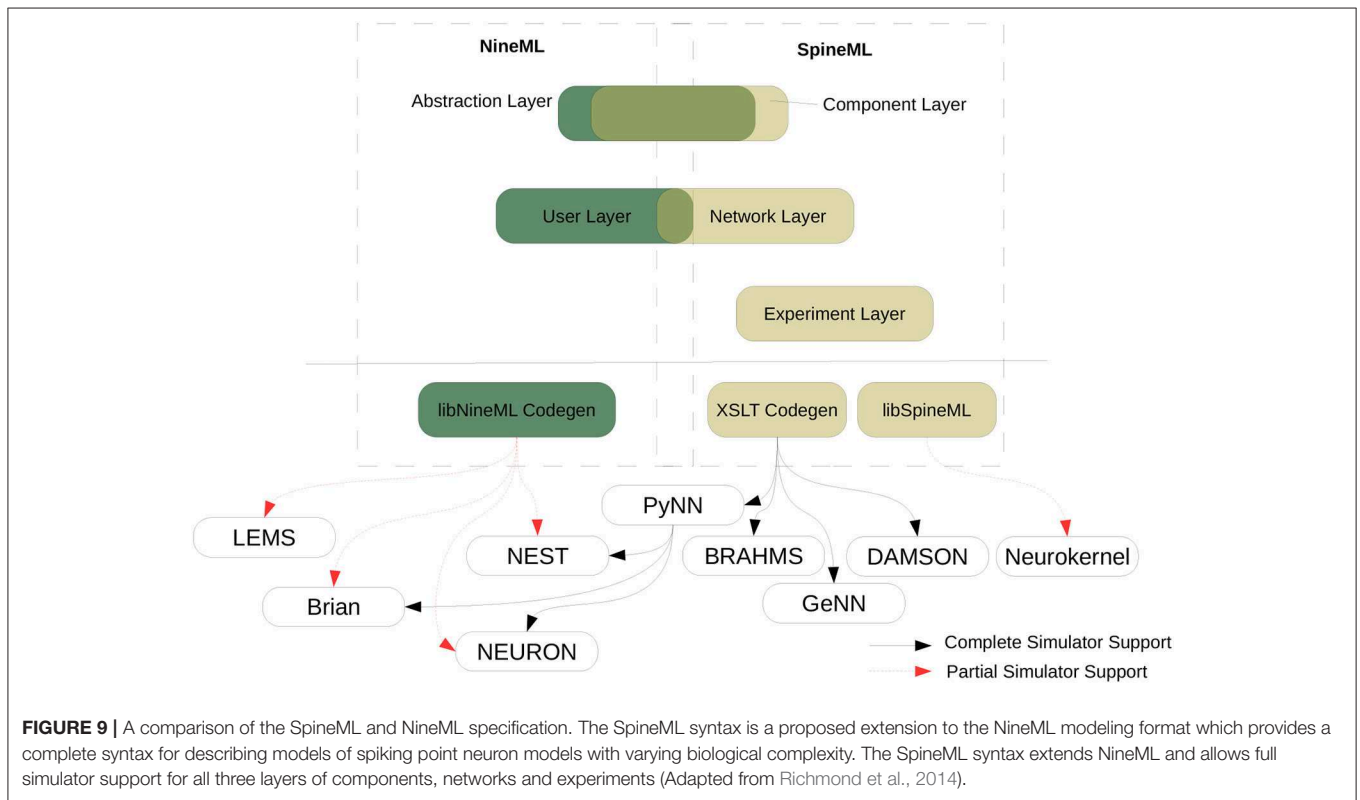 NineML
SpineML
Abstraction Layer
Component Layer
User Layer
Network Layer
Experiment Layer
libNineML Codegen
XSLT Codegen
libSpineML
PyNN
LEMS
NEST
BRAHMS
DAMSON
Neurokernel
Brian
GeNN
NEURON
Complete Simulator Support
Partial Simulator Support
FIGURE 9 | A comparison of the SpineML and NineML specification. The SpineML syntax is a proposed extension to the NineML modeling format which provides a
complete syntax for describing models of spiking point neuron models with varying biological complexity. The SpineML syntax extends NineML and allows full
simulator support for all three layers of components, networks and experiments (Adapted from Richmond et al., 2014).